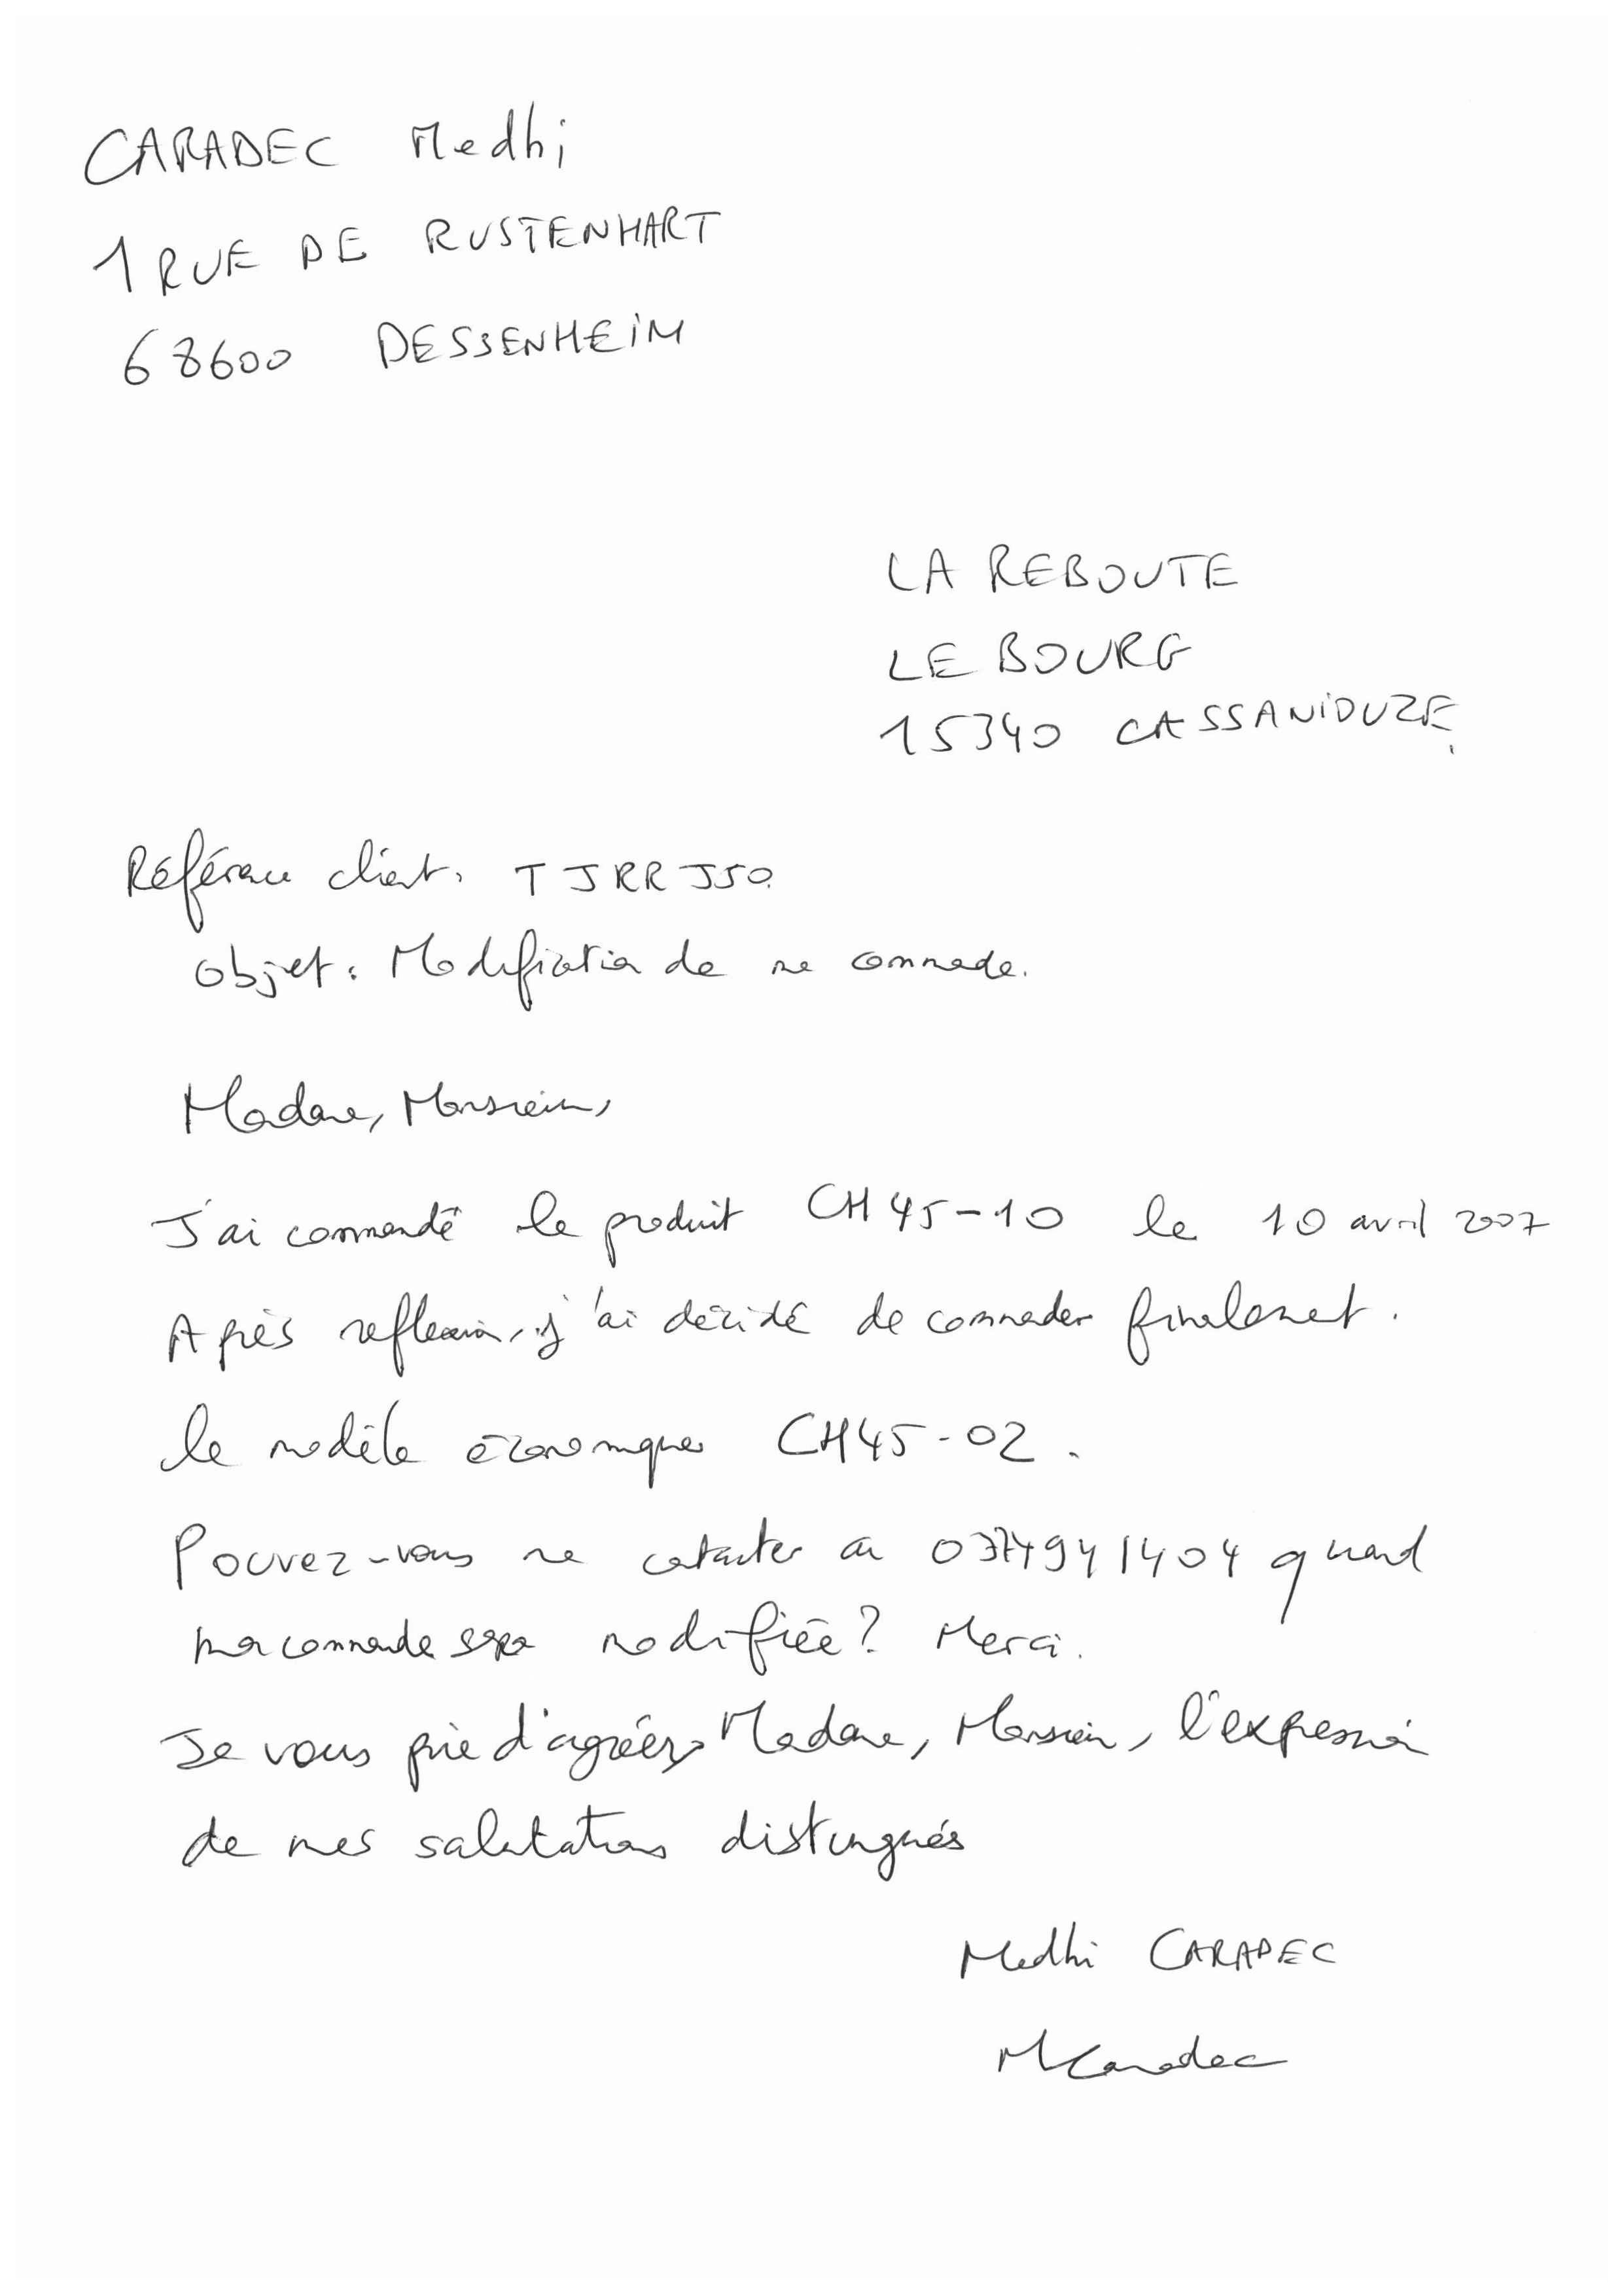 CARADEC Medhi
1 RUE DE RUSTENHART
68600 DESSENHEIM
LA REBOUTE
LE BOURG
15340 CASSANIOUZE
Référence client : TJRRJ50
Objet : Modification de ma commande.
Madame, Monsieur,
J'ai commandé le produit CH45-10 le 10 avril 2007
Après reflexion, j'ai décidé de commander finalement.
le modèle économique CH45-02.
Pouvez-vous me contacter au 0374941404 quand
ma commande sera modifiée ? Merci.
Je vous prie d'agréer, Madame, Monsieur, l'expression
de mes salutations distingués
Medhi CARADEC
MCaradec